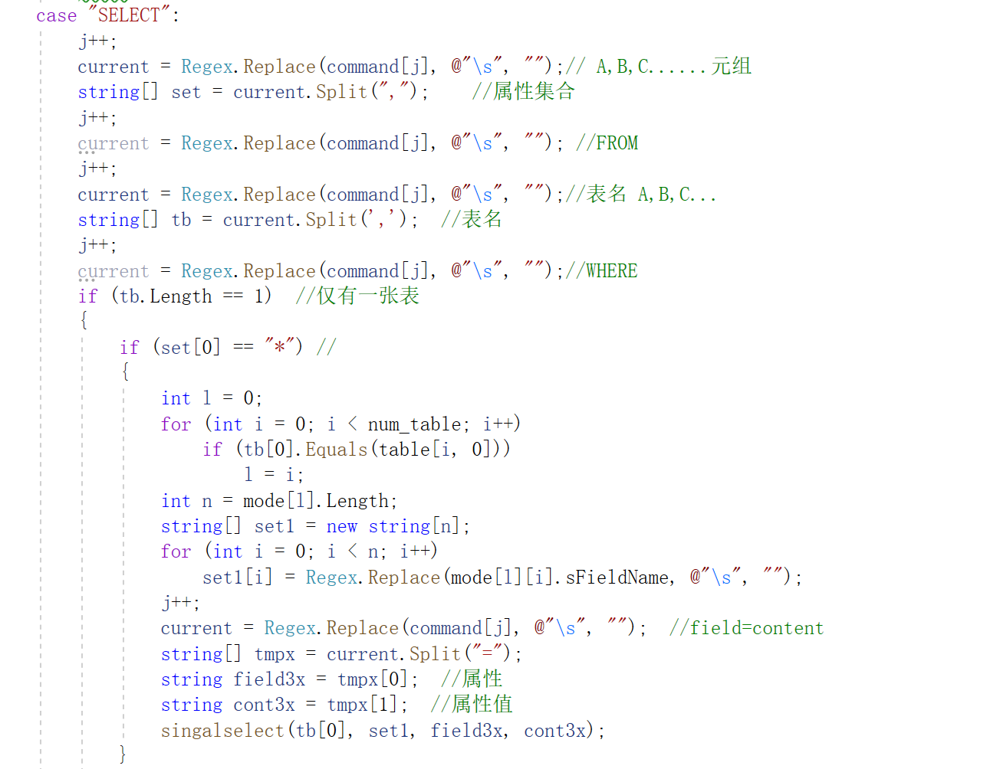 case "SELECT":
j++;
current = Regex.Replace(command[j], @"\s", "");// A,B,C......元组
string[] set = current.Split(",");    //属性集合
j++;
current = Regex.Replace(command[j], @"\s", ""); //FROM
j++;
current = Regex.Replace(command[j], @"\s", "");//表名 A,B,C...
string[] tb = current.Split(',');  //表名
j++;
current = Regex.Replace(command[j], @"\s", "");//WHERE
if (tb.Length == 1)  //仅有一张表
{
if (set[0] == "*") //
{
int l = 0;
for (int i = 0; i < num_table; i++)
if (tb[0].Equals(table[i, 0]))
l = i;
int n = mode[l].Length;
string[] set1 = new string[n];
for (int i = 0; i < n; i++)
set1[i] = Regex.Replace(mode[l][i].sFieldName, @"\s", "");
j++;
current = Regex.Replace(command[j], @"\s", "");  //field=content
string[] tmpx = current.Split("=");
string field3x = tmpx[0];  //属性
string cont3x = tmpx[1];  //属性值
singalselect(tb[0], set1, field3x, cont3x);
}